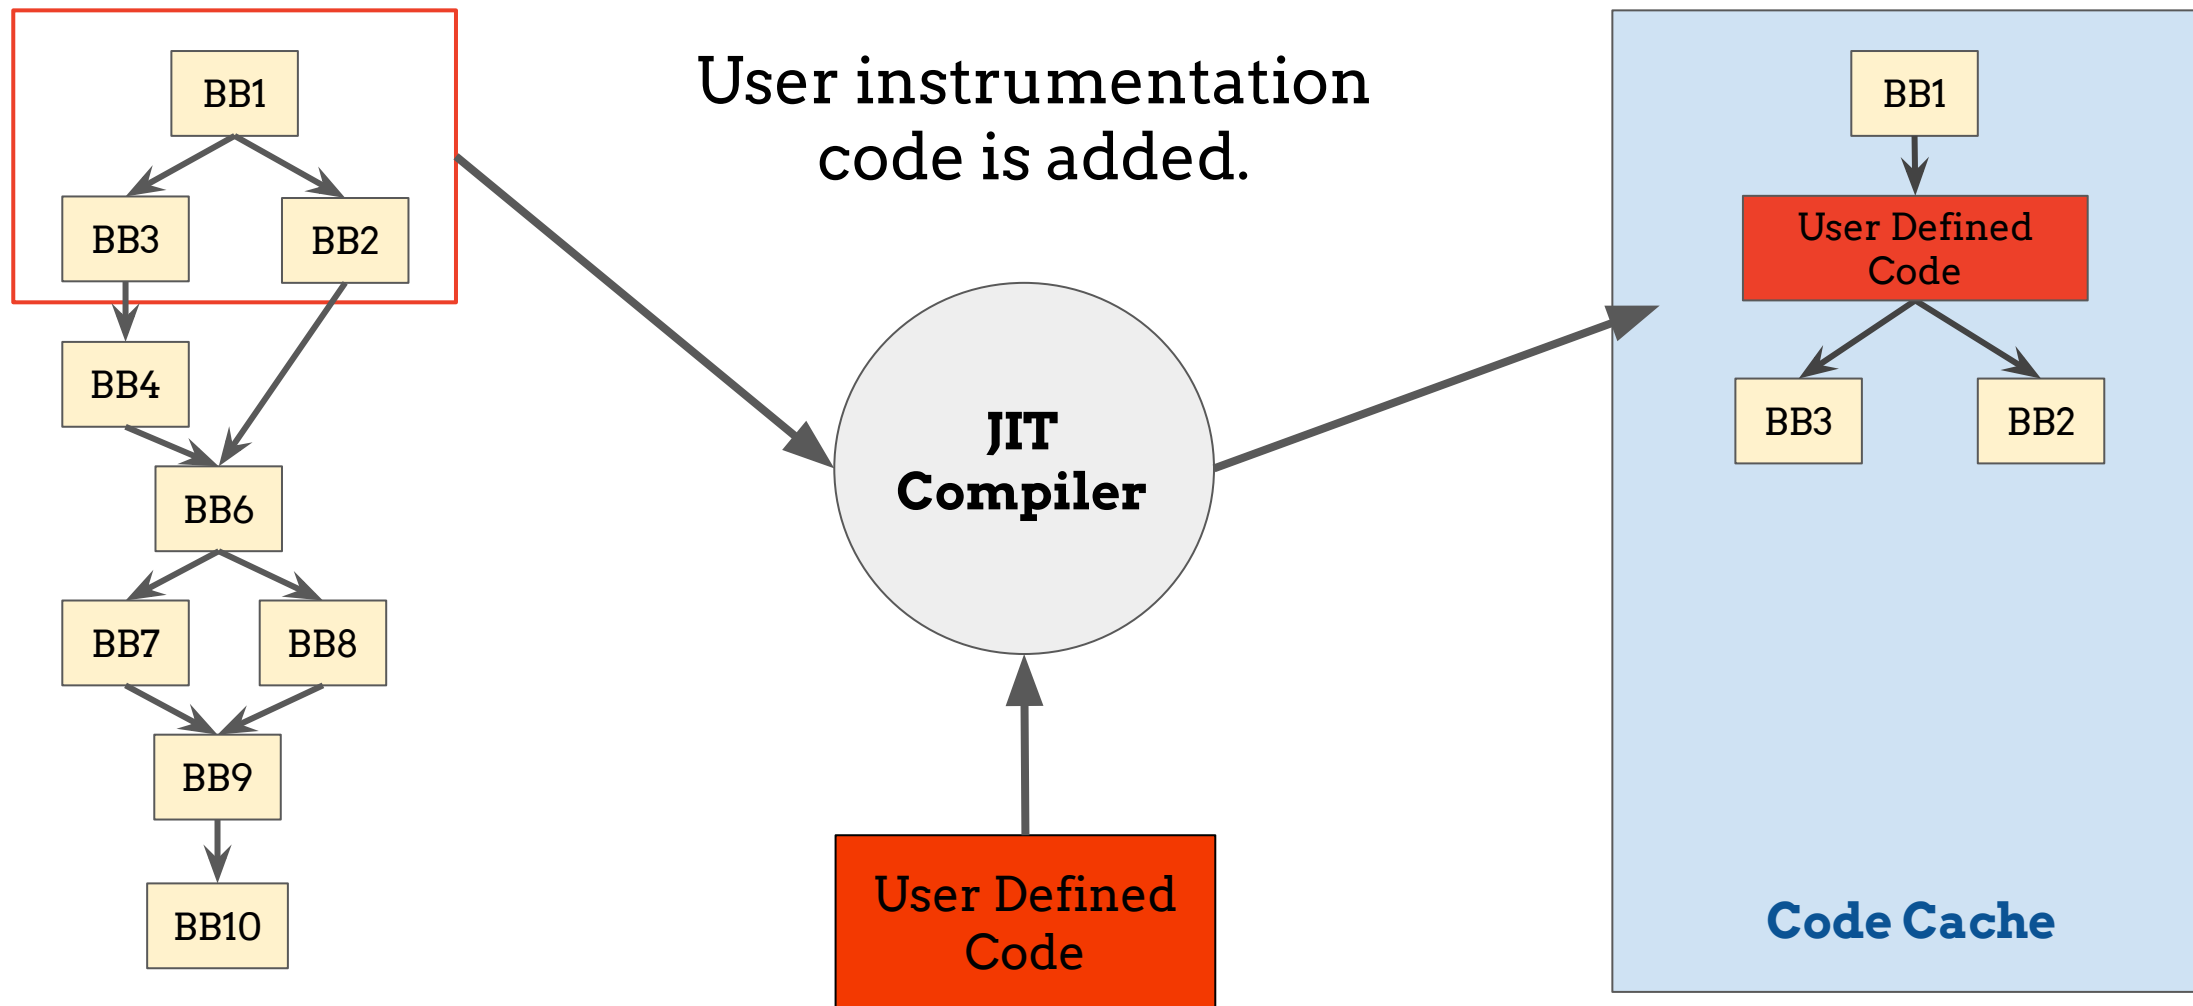 User instrumentation
code is added.
BB1
BB3
BB2
BB4
BB6
BB7
BB8
BB9
BB10
JIT
Compiler
User Defined
Code
BB1
User Defined
Code
BB3
BB2
Code Cache